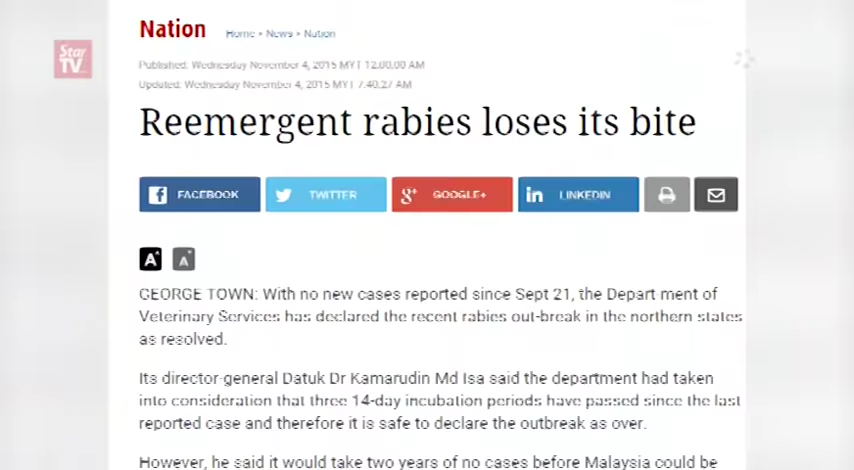 Star
TV
Nation
Home > News > Nation
Published: Wednesday November 4, 2015 MYT 12:00:00 AM
Updated: Wednesday November 4, 2015 MYT 7:40:27 AM
Reemergent rabies loses its bite
FACEBOOK TWITTER g+ GOOGLE+ in LINKEDIN
A A
GEORGE TOWN: With no new cases reported since Sept 21, the Depart ment of
Veterinary Services has declared the recent rabies out-break in the northern states
as resolved.
Its director-general Datuk Dr Kamarudin Md Isa said the department had taken
into consideration that three 14-day incubation periods have passed since the last
reported case and therefore it is safe to declare the outbreak as over.
However, he said it would take two years of no cases before Malaysia could be